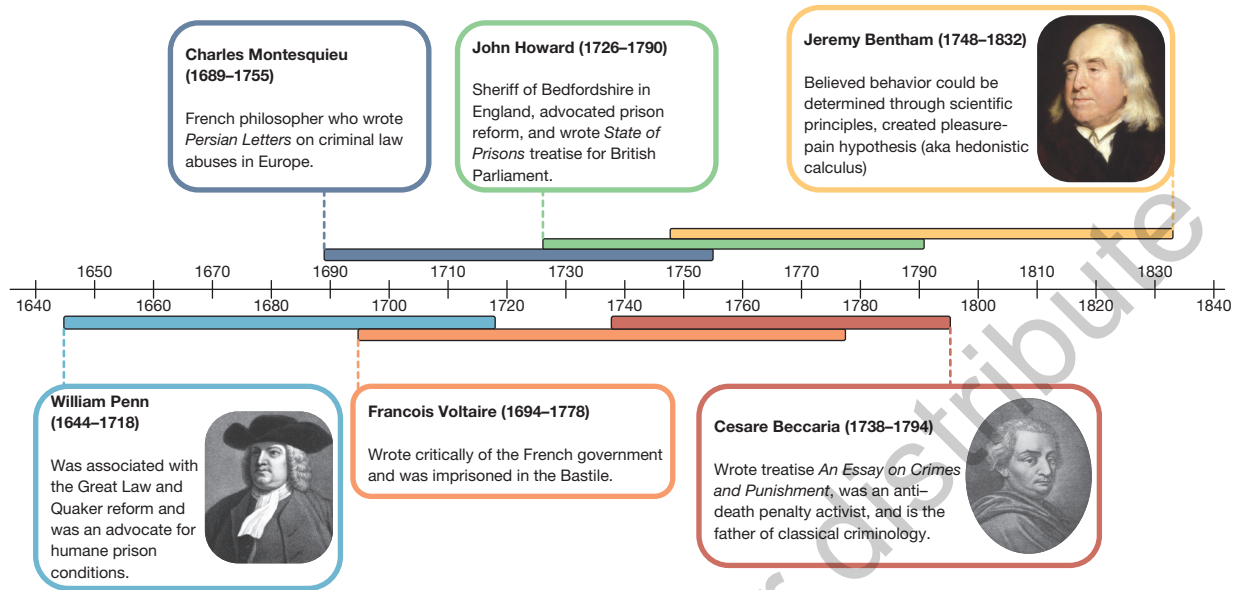 Charles Montesquieu
(1689–1755)
French philosopher who wrote
Persian Letters on criminal law
abuses in Europe.
John Howard (1726–1790)
Sheriff of Bedfordshire in
England, advocated prison
reform, and wrote State of
Prisons treatise for British
Parliament.
Jeremy Bentham (1748–1832)
Believed behavior could be
determined through scientific
principles, created pleasure-
pain hypothesis (aka hedonistic
calculus)
1650 1670 1690 1710 1730 1750 1770 1790 1810 1830
1640 1660 1680 1700 1720 1740 1760 1780 1800 1820 1840
William Penn
(1644–1718)
Was associated with
the Great Law and
Quaker reform and
was an advocate for
humane prison
conditions.
Francois Voltaire (1694–1778)
Wrote critically of the French government
and was imprisoned in the Bastile.
Cesare Beccaria (1738–1794)
Wrote treatise An Essay on Crimes
and Punishment, was an anti–
death penalty activist, and is the
father of classical criminology.
distribute